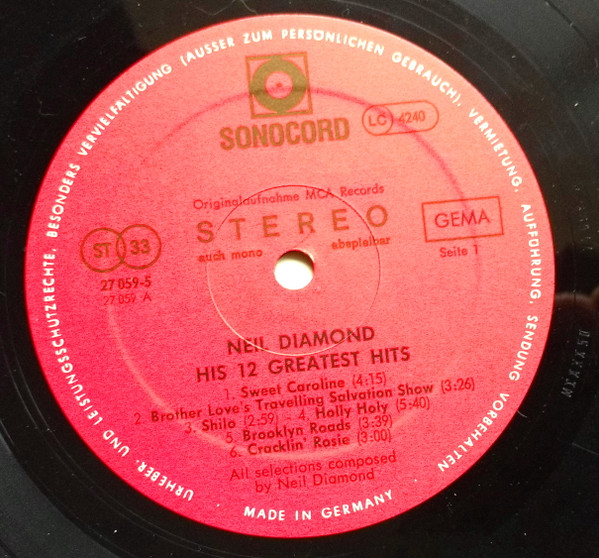 URHEBER- UND LEISTUNGSSCHUTZRECHTE, BESONDERS VERVIELFÄLTIGUNG (AUSSER ZUM PERSÖNLICHEN GEBRAUCH), VERMIETUNG, AUFFÜHRUNG, SENDUNG VORBEHALTEN
SONOCORD
LC 4240
Originalaufnahme MCA Records
STEREO
auch mono abspielbar
GEMA
Seite 1
ST 33
27 059-5
27 059 A
NEIL DIAMOND
HIS 12 GREATEST HITS
1. Sweet Caroline (4:15)
2. Brother Love's Travelling Salvation Show (3:26)
3. Shilo (2:59) - 4. Holly Holy (5:40)
5. Brooklyn Roads (3:39)
6. Cracklin' Rosie (3:00)
All selections composed
by Neil Diamond
MADE IN GERMANY